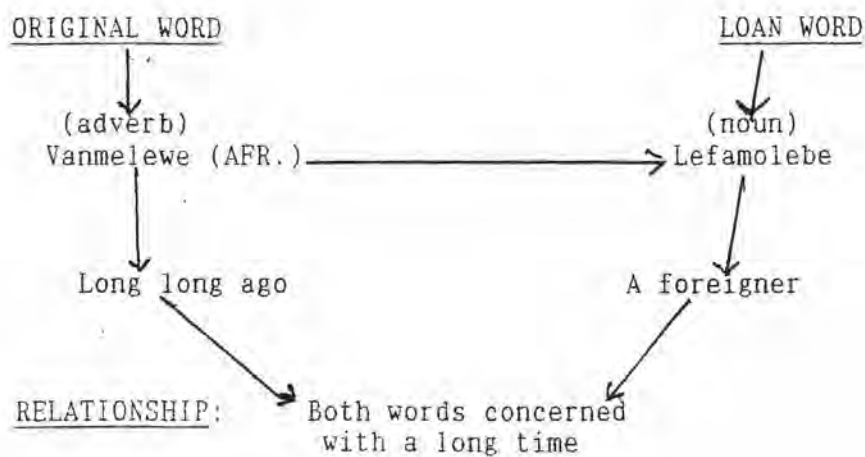 ORIGINAL WORD LOAN WORD
(adverb) (noun)
Vanmelewe (AFR.) Lefamolebe
Long long ago A foreigner
RELATIONSHIP: Both words concerned
with a long time